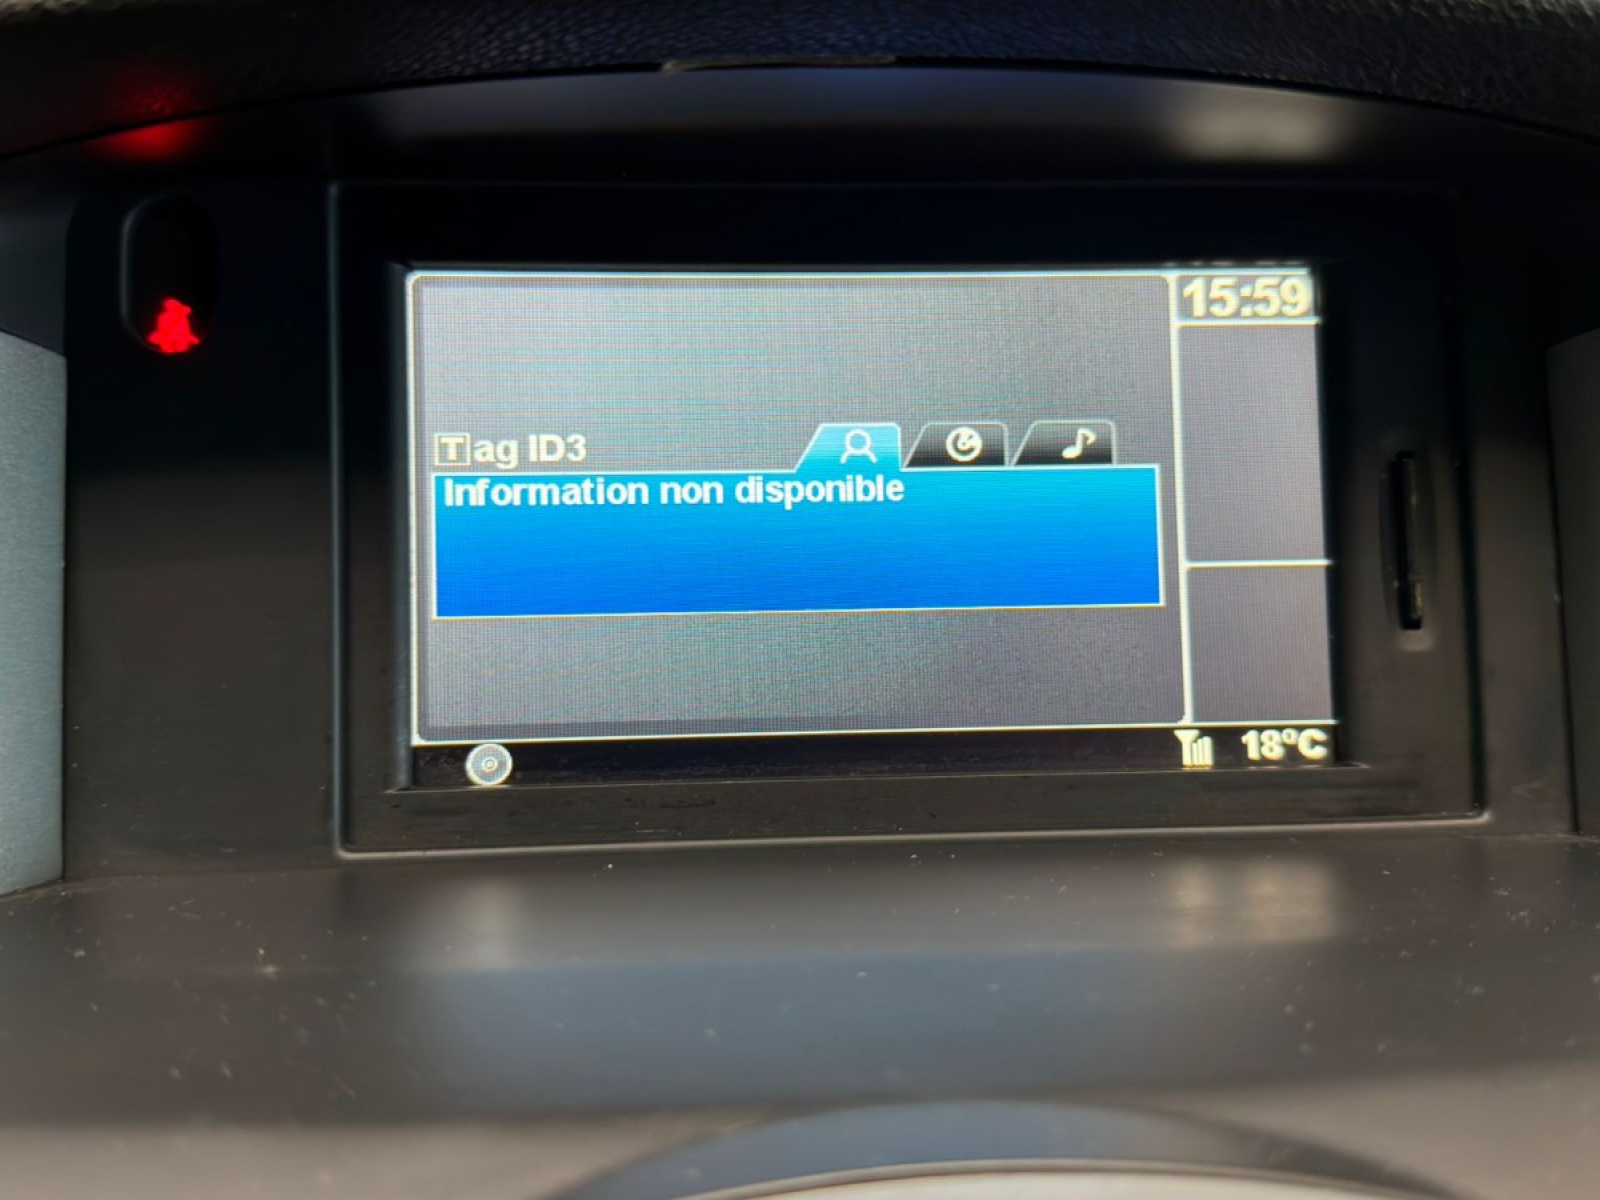 15:59
Tag ID3
Information non disponible
18°C